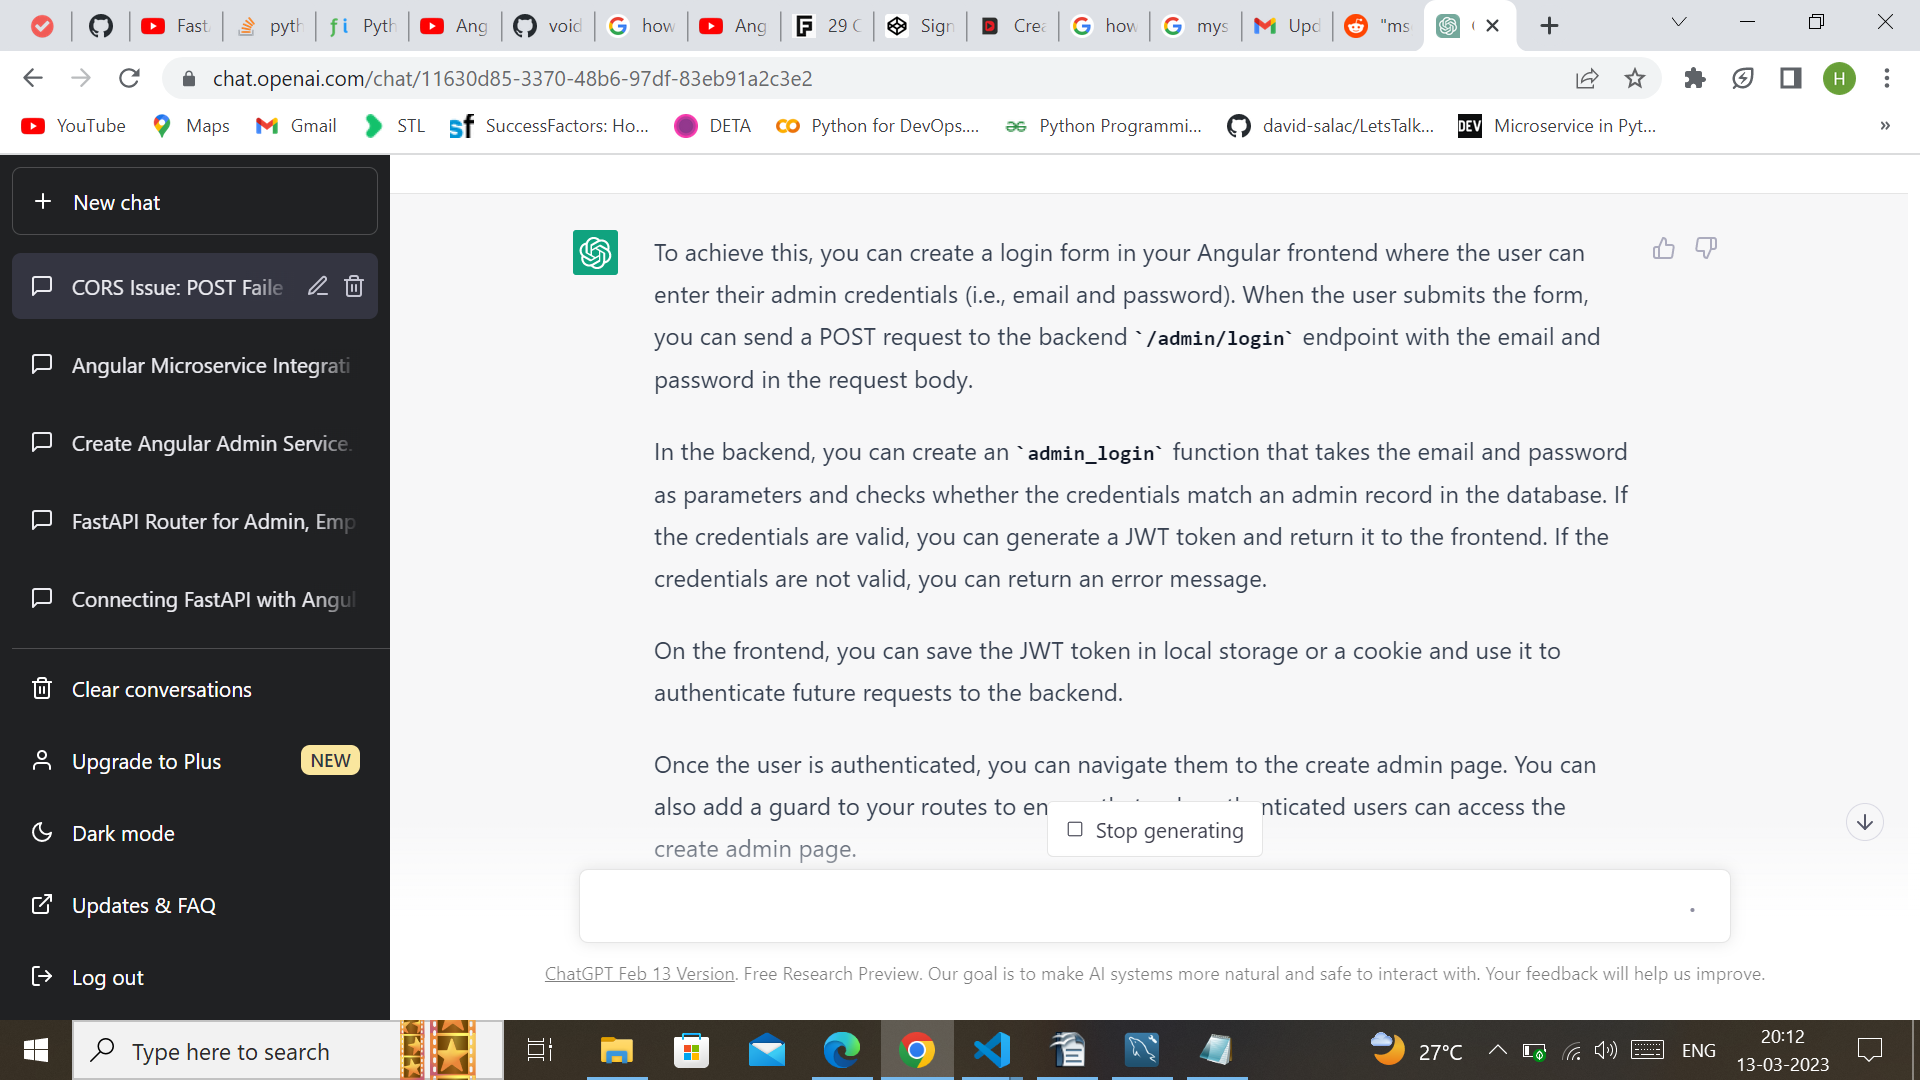 Fast
pyth
Pyth
Ang
void
how
Ang
29 C
Sign
Crea
how
mys
Upd
"ms
chat.openai.com/chat/11630d85-3370-48b6-97df-83eb91a2c3e2
H
YouTube
Maps
Gmail
STL
SuccessFactors: Ho...
DETA
Python for DevOps....
Python Programmi...
david-salac/LetsTalk...
DEV Microservice in Pyt...
»
New chat
CORS Issue: POST Faile
Angular Microservice Integrati
Create Angular Admin Service.
FastAPI Router for Admin, Emp
Connecting FastAPI with Angul
Clear conversations
Upgrade to Plus NEW
Dark mode
Updates & FAQ
Log out
To achieve this, you can create a login form in your Angular frontend where the user can
enter their admin credentials (i.e., email and password). When the user submits the form,
you can send a POST request to the backend `/admin/login` endpoint with the email and
password in the request body.
In the backend, you can create an `admin_login` function that takes the email and password
as parameters and checks whether the credentials match an admin record in the database. If
the credentials are valid, you can generate a JWT token and return it to the frontend. If the
credentials are not valid, you can return an error message.
On the frontend, you can save the JWT token in local storage or a cookie and use it to
authenticate future requests to the backend.
Once the user is authenticated, you can navigate them to the create admin page. You can
also add a guard to your routes to users can access the
create admin page.
Stop generating
ChatGPT Feb 13 Version. Free Research Preview. Our goal is to make AI systems more natural and safe to interact with. Your feedback will help us improve.
Type here to search
27°C
ENG
20:12
13-03-2023